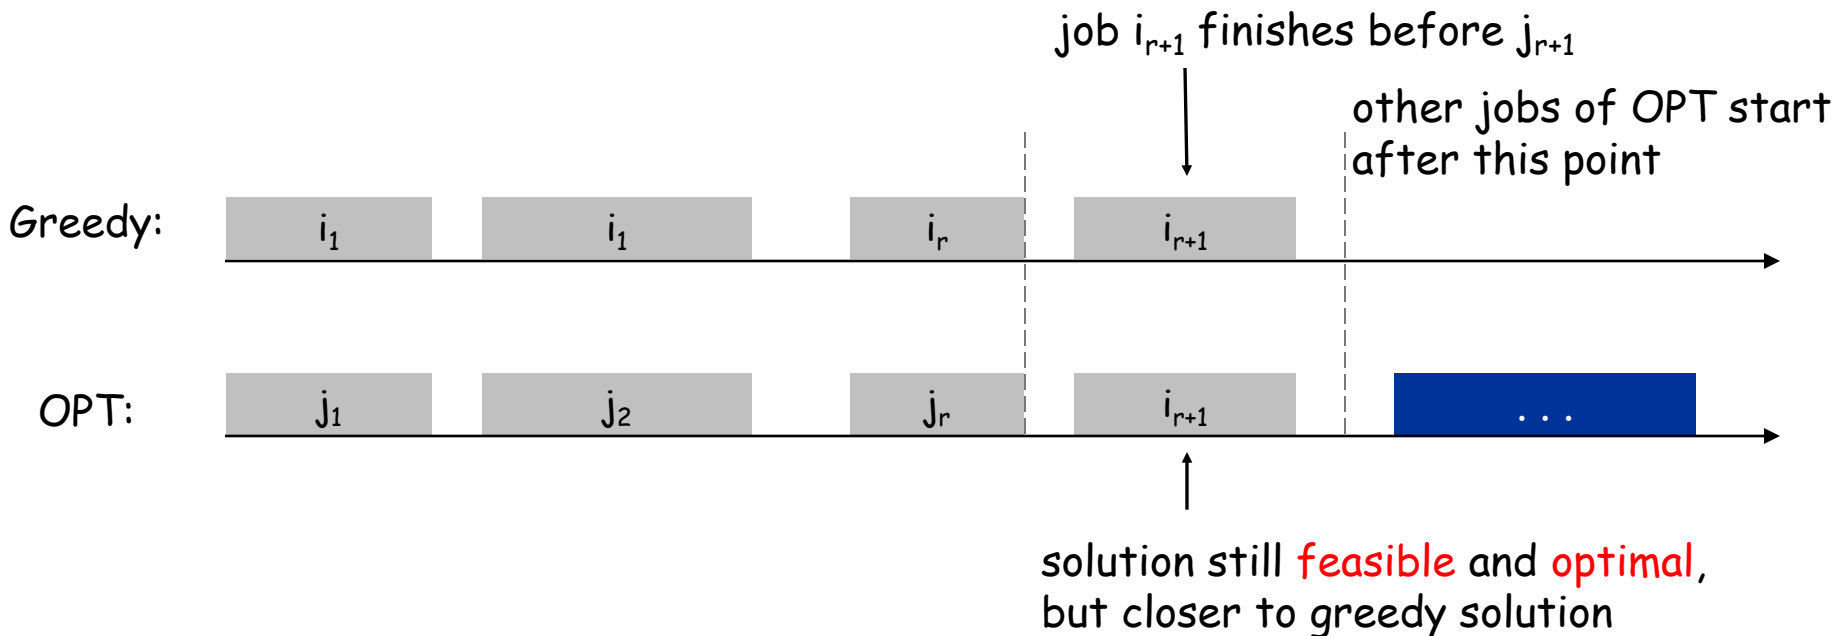 job i_{r+1} finishes before j_{r+1}
other jobs of OPT start
after this point
Greedy: i_1 i_1 i_r i_{r+1}
OPT: j_1 j_2 j_r i_{r+1} . . .
solution still feasible and optimal,
but closer to greedy solution